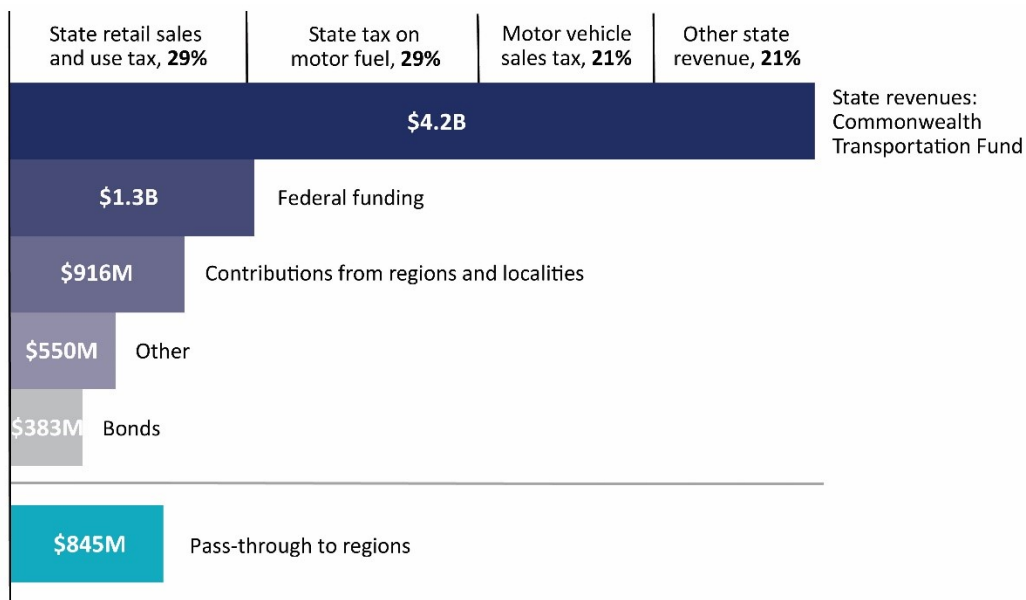 State retail sales
and use tax, 29%
State tax on
motor fuel, 29%
Motor vehicle
sales tax, 21%
Other state
revenue, 21%
$4.2B
State revenues:
Commonwealth
Transportation Fund
$1.3B
Federal funding
$916M
Contributions from regions and localities
$550M
Other
$383M
Bonds
$845M
Pass-through to regions